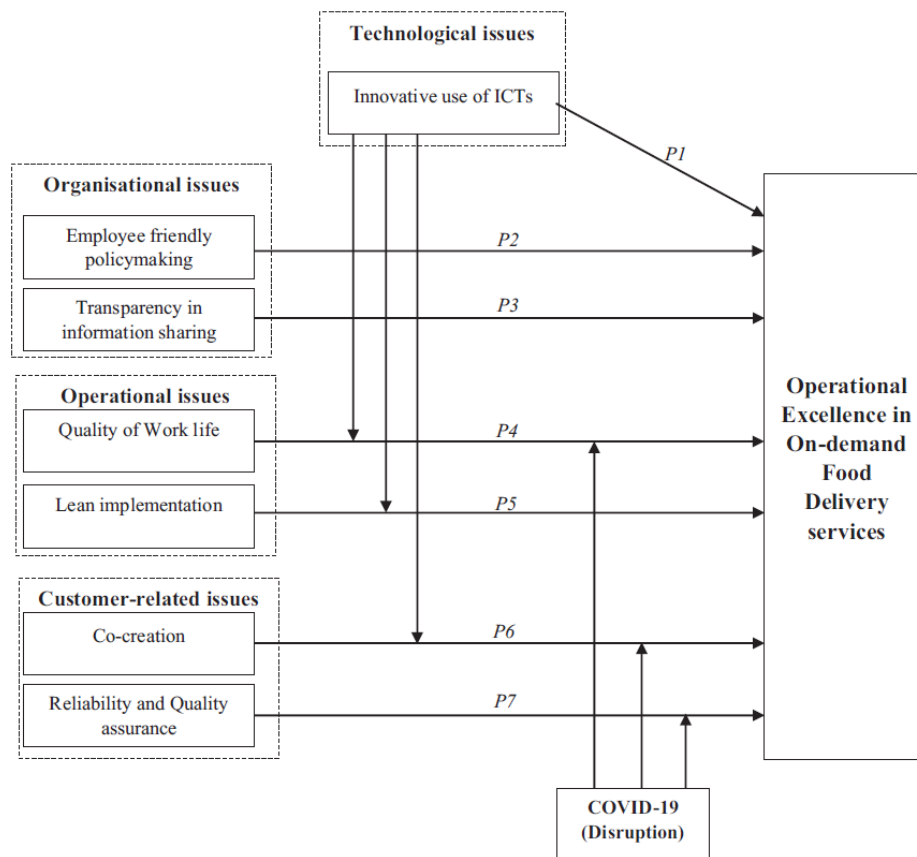 Technological issues
Innovative use of ICTs
P1
Organisational issues
Employee friendly
policymaking
P2
Transparency in
information sharing
P3
Operational issues
Quality of Work life
P4
Lean implementation
P5
Customer-related issues
Co-creation
P6
Reliability and Quality
assurance
P7
Operational
Excellence in
On-demand
Food
Delivery
services
COVID-19
(Disruption)